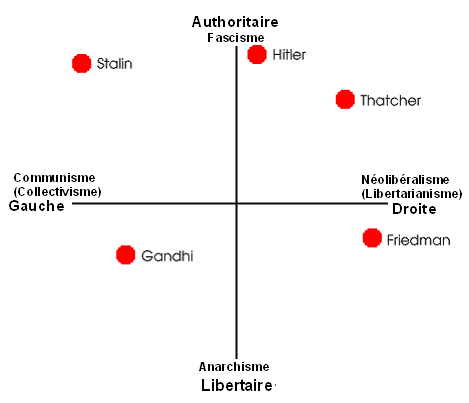 Authoritaire
Fascisme
Stalin
Hitler
Thatcher
Communisme
(Collectivisme)
Gauche
Néolibéralisme
(Libertarianisme)
Droite
Gandhi
Friedman
Anarchisme
Libertaire